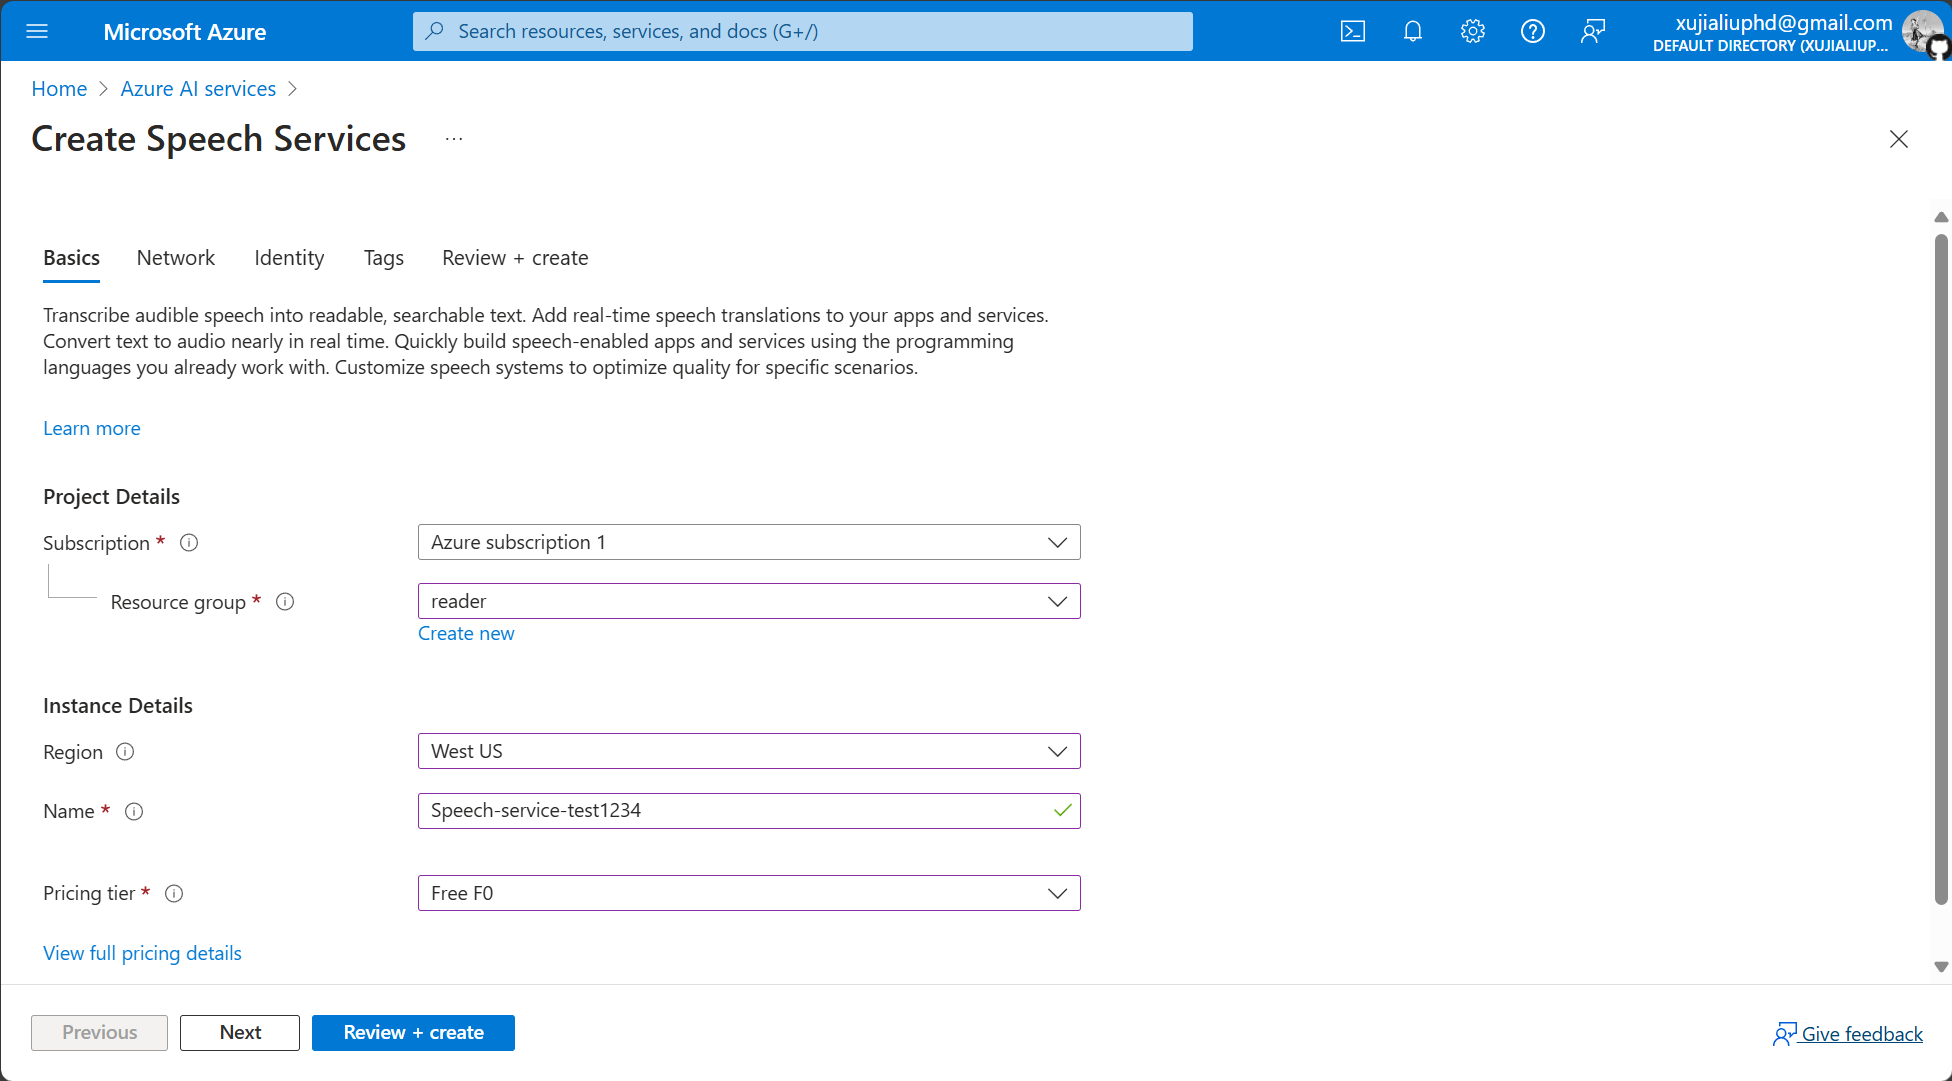 Microsoft Azure
Search resources, services, and docs (G+/)
xujialiuphd@gmail.com
DEFAULT DIRECTORY (XUJIALIUP...
Home
Azure AI services
Create Speech Services
...
Basics
Network
Identity
Tags
Review + create
Transcribe audible speech into readable, searchable text. Add real-time speech translations to your apps and services.
Convert text to audio nearly in real time. Quickly build speech-enabled apps and services using the programming
languages you already work with. Customize speech systems to optimize quality for specific scenarios.
Learn more
Project Details
Subscription *
Azure subscription 1
Resource group *
reader
Create new
Instance Details
Region
West US
Name *
Speech-service-test1234
Pricing tier *
Free F0
View full pricing details
Previous
Next
Review + create
Give feedback